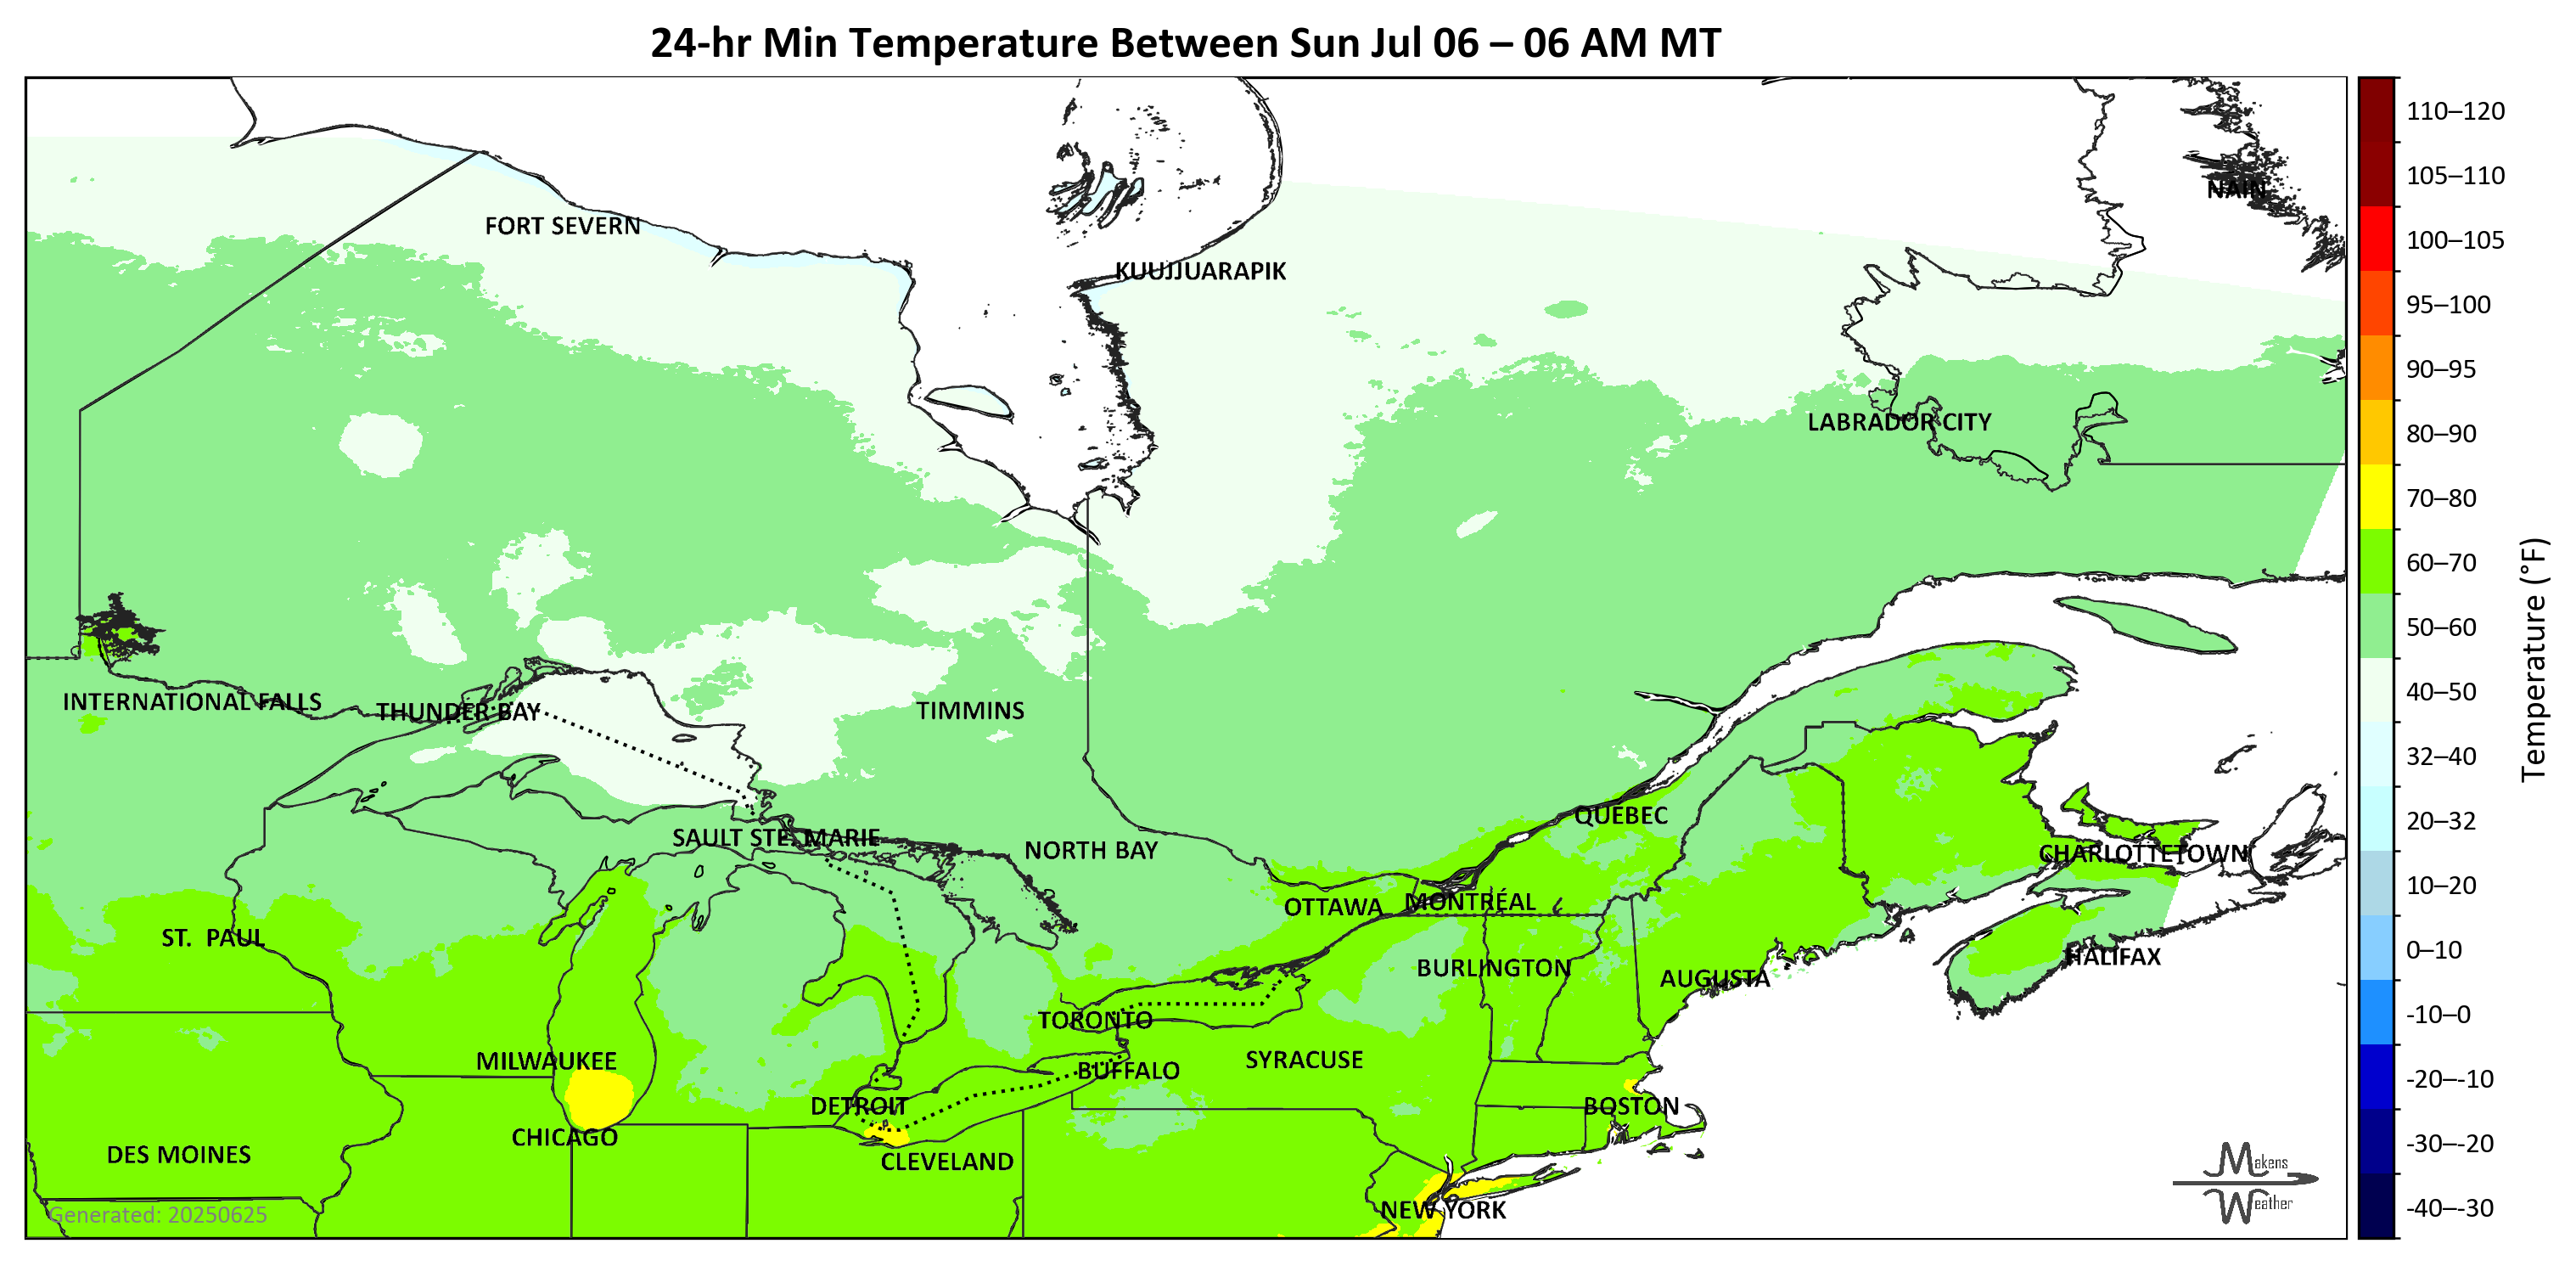 24-hr Min Temperature Between Sun Jul 06 – 06 AM MT
110–120
105–110
NAIN
FORT SEVERN
100–105
KUUJJUARAPIK
95–100
90–95
LABRADOR CITY
80–90
70–80
60–70
50–60
Temperature (°F)
40–50
INTERNATIONAL FALLS
THUNDER BAY
TIMMINS
32–40
QUÉBEC
20–32
SAULT STE. MARIE
NORTH BAY
CHARLOTTETOWN
10–20
OTTAWA
MONTRÉAL
ST. PAUL
0–10
BURLINGTON
HALIFAX
AUGUSTA
-10–0
TORONTO
MILWAUKEE
SYRACUSE
BUFFALO
-20–-10
DETROIT
BOSTON
CHICAGO
-30–-20
DES MOINES
CLEVELAND
Makens
Weather
NEW YORK
-40–-30
Generated: 20250625